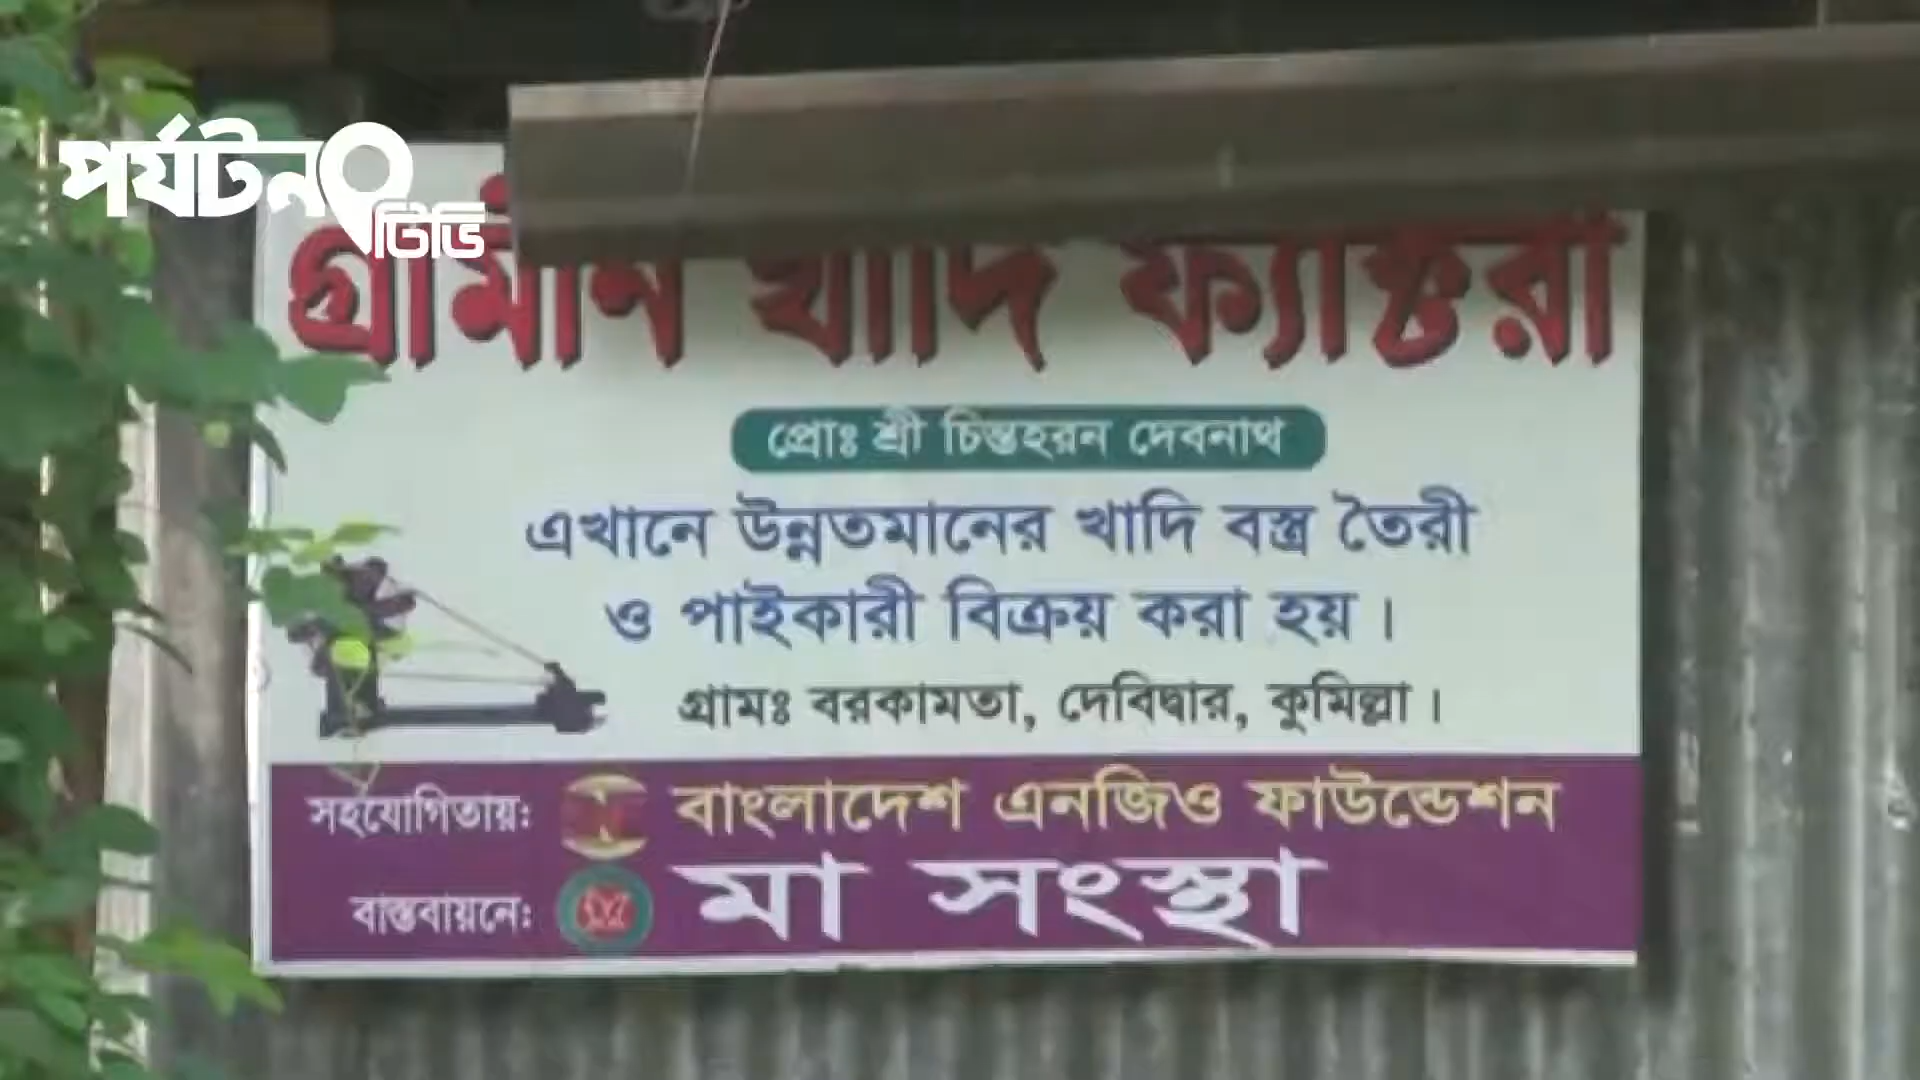 পর্যটন
টিভি
গ্রামীণ খাদি ফ্যাক্টরী
প্রোঃ শ্রী চিন্তহরন দেবনাথ
এখানে উন্নতমানের খাদি বস্ত্র তৈরী
ও পাইকারী বিক্রয় করা হয়।
গ্রামঃ বরকামতা, দেবিদ্বার, কুমিল্লা।
সহযোগিতায়: বাংলাদেশ এনজিও ফাউন্ডেশন
বাস্তবায়নে: মা সংস্থা